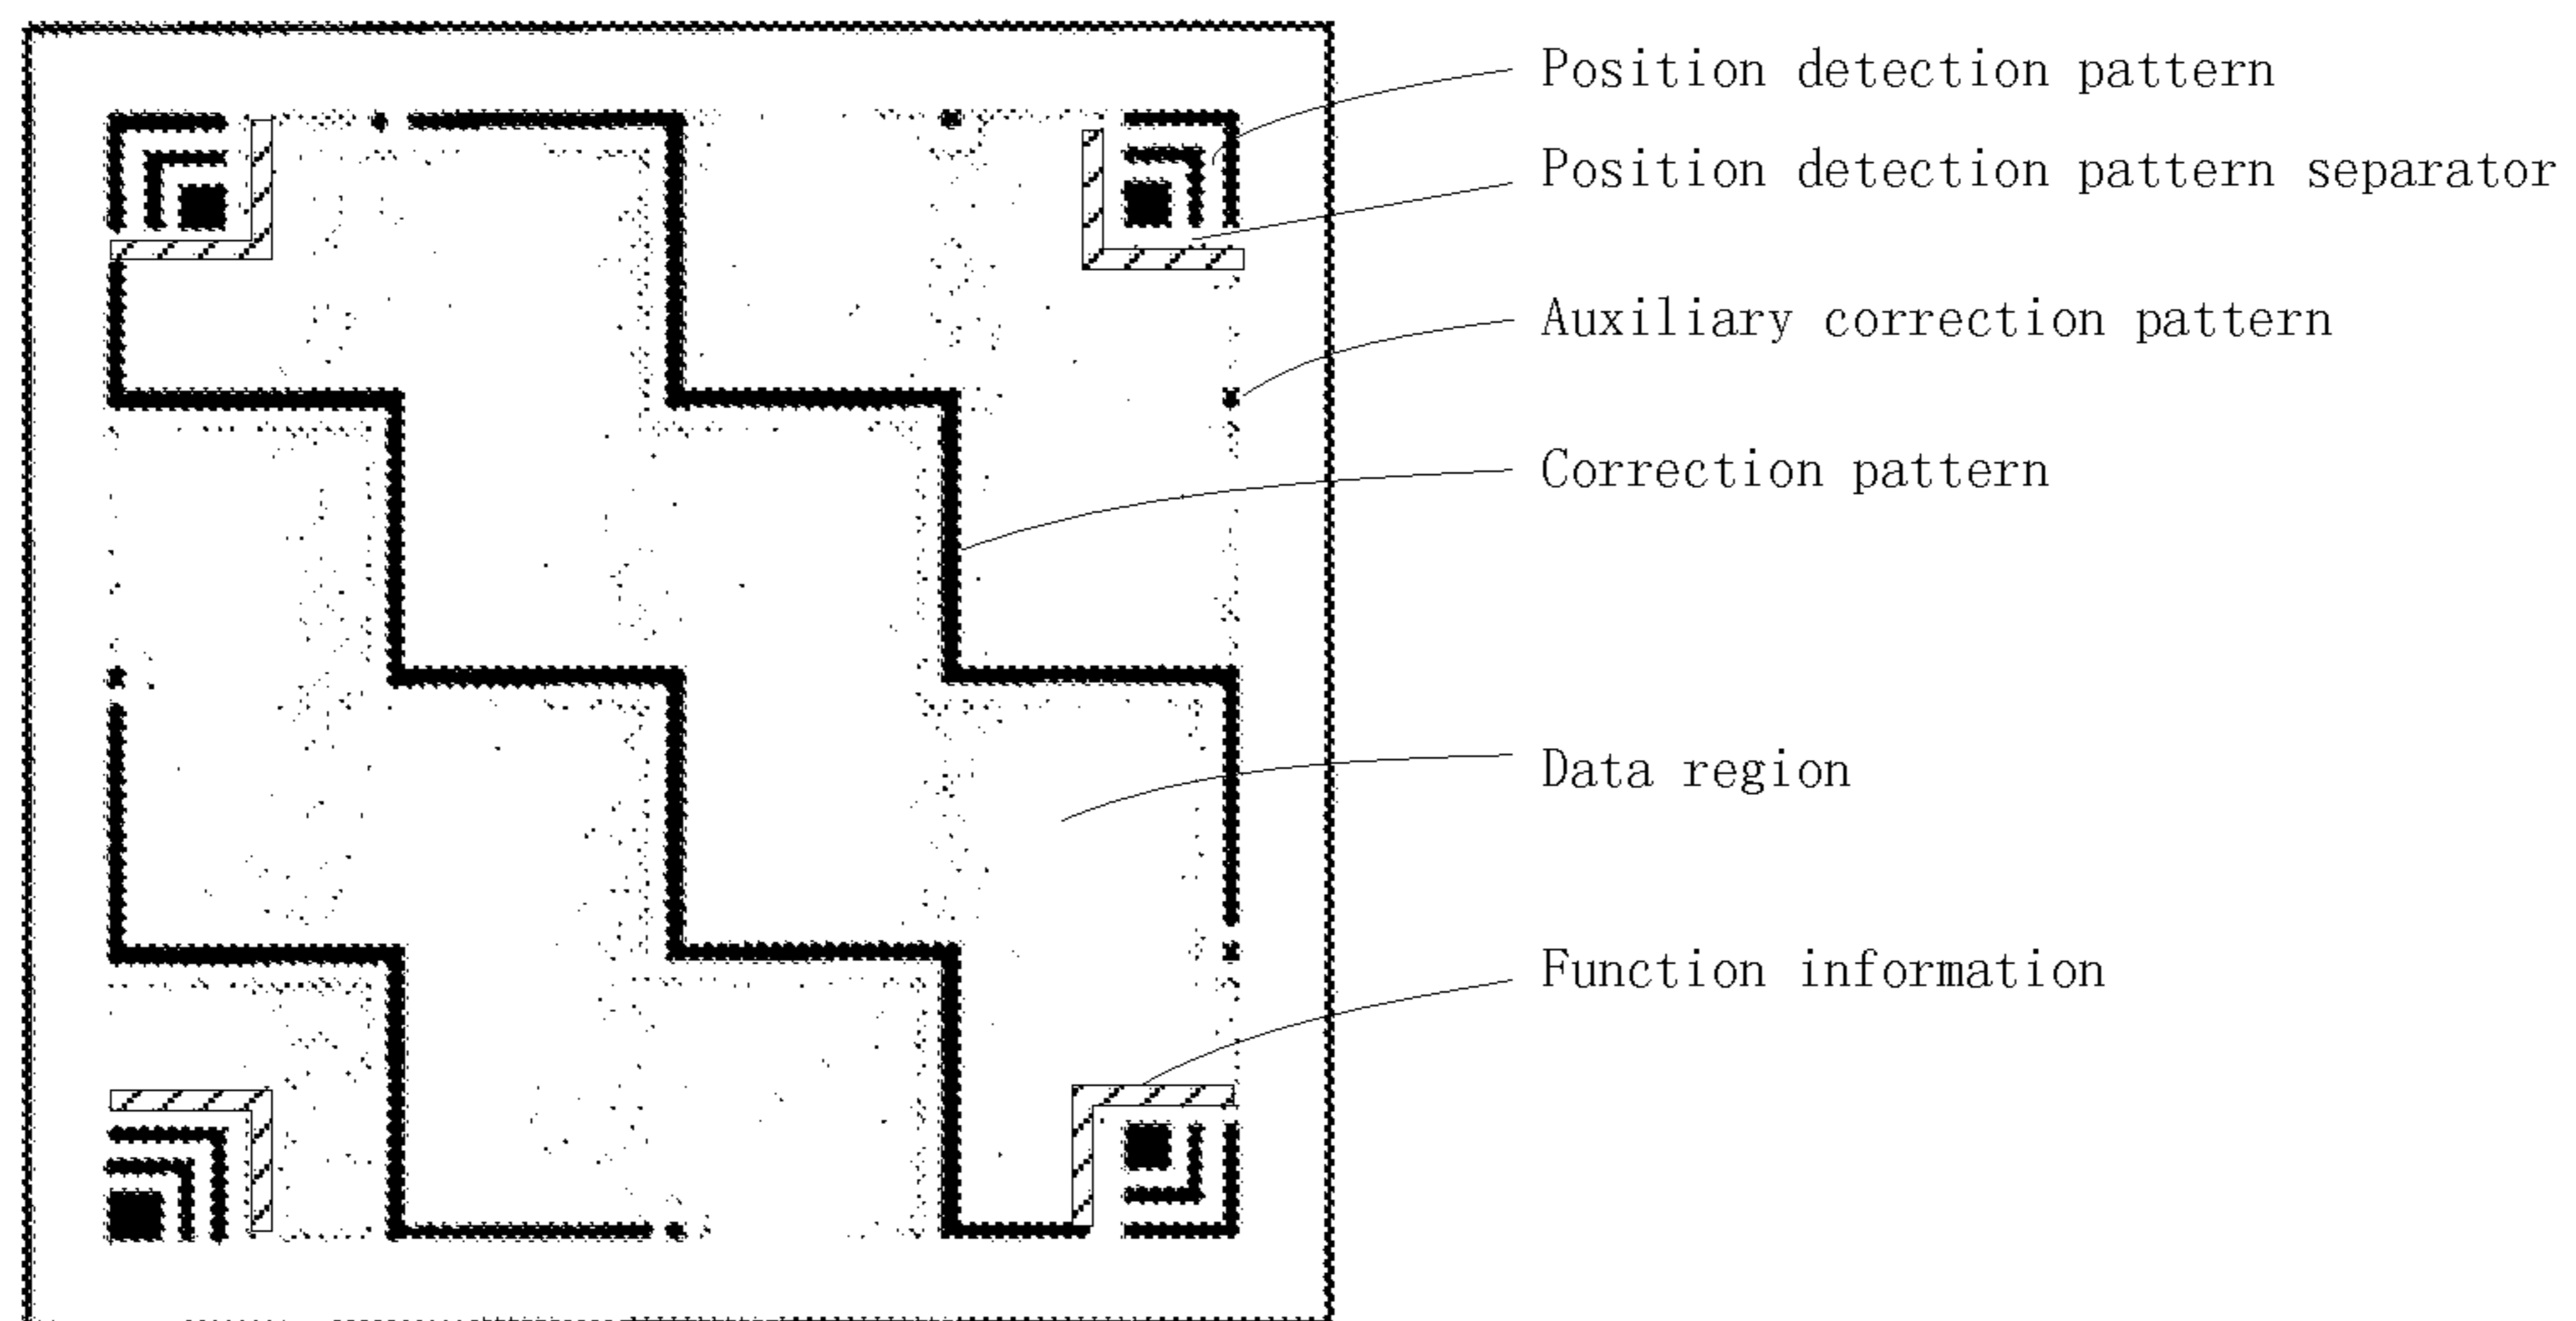 Position detection pattern
Position detection pattern separator
Auxiliary correction pattern
Correction pattern
Data region
Function information